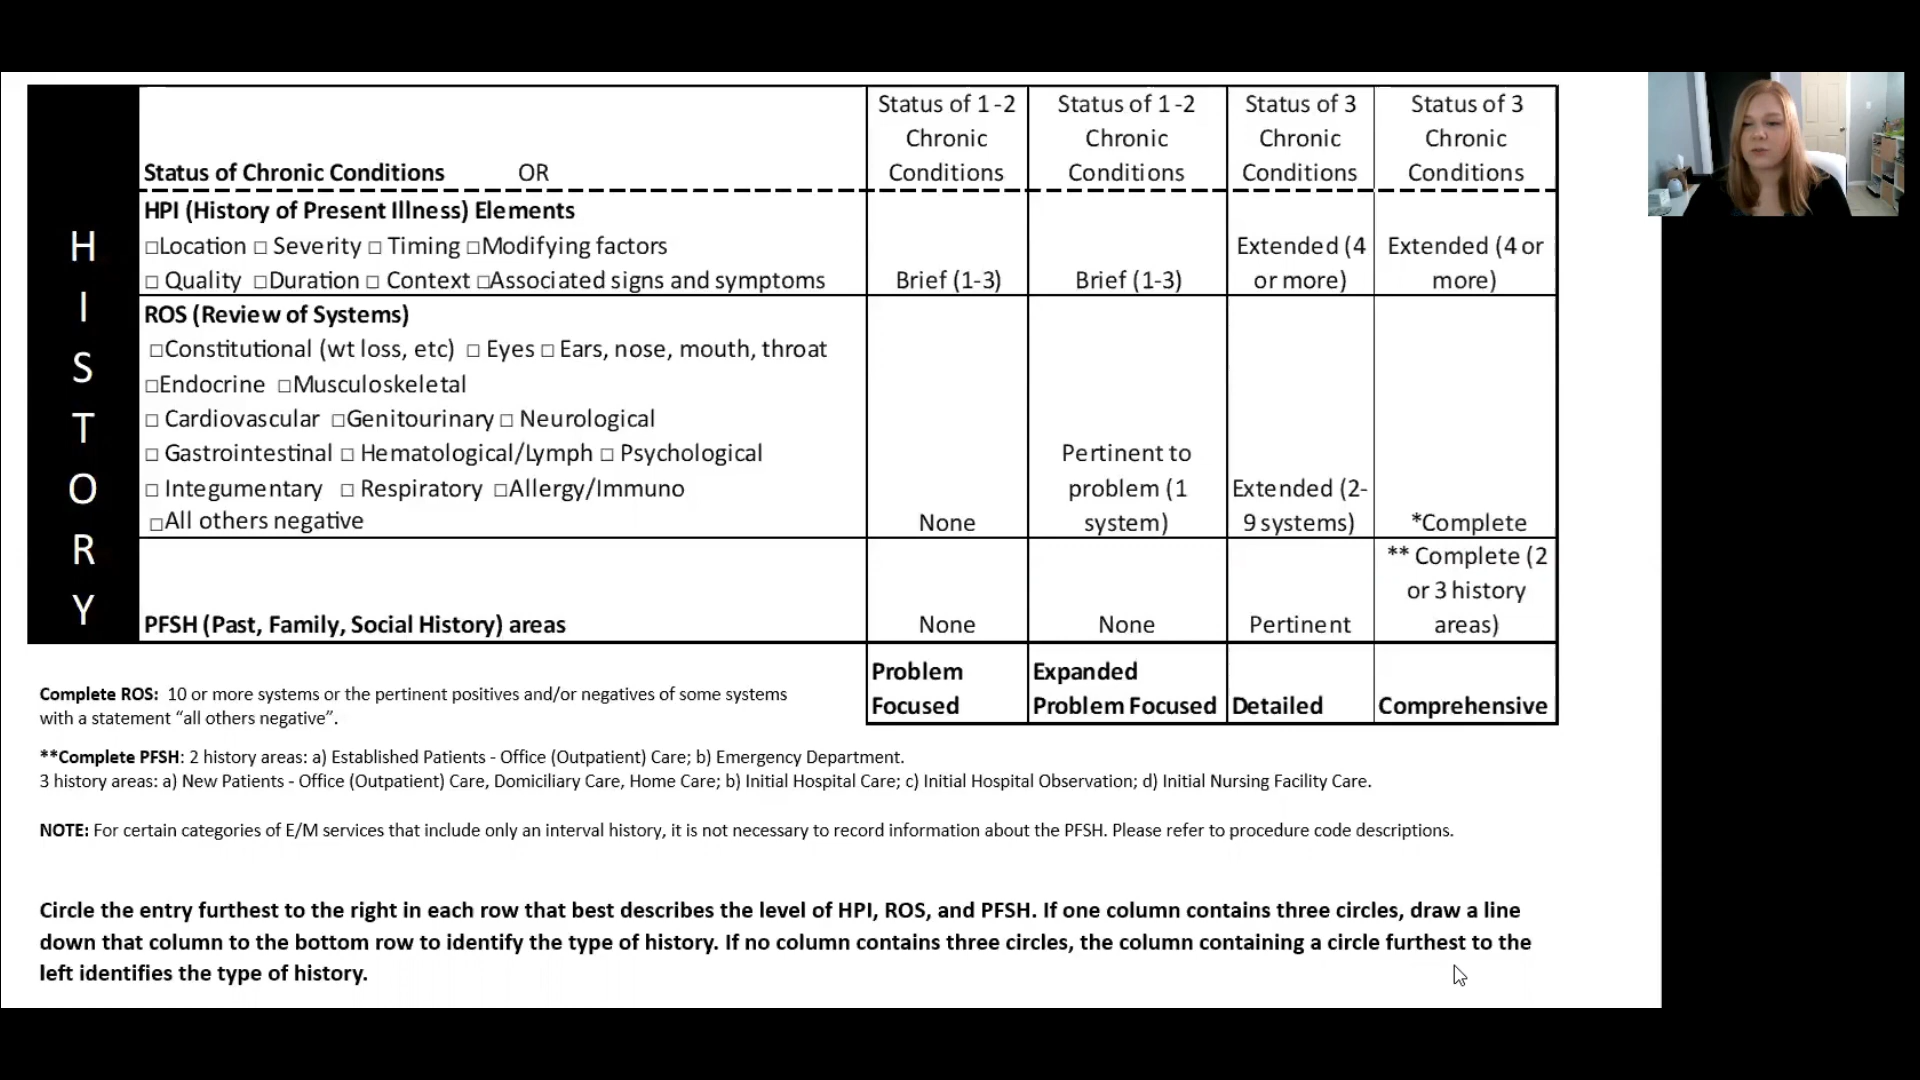 Status of Chronic Conditions OR
Status of 1-2 Chronic Conditions
Status of 1-2 Chronic Conditions
Status of 3 Chronic Conditions
Status of 3 Chronic Conditions
HISTORY
HPI (History of Present Illness) Elements
□Location □ Severity □ Timing □Modifying factors
□ Quality □Duration □ Context □Associated signs and symptoms
Brief (1-3)
Brief (1-3)
Extended (4 or more)
Extended (4 or more)
ROS (Review of Systems)
□Constitutional (wt loss, etc) □ Eyes □ Ears, nose, mouth, throat
□Endocrine □Musculoskeletal
□ Cardiovascular □Genitourinary □ Neurological
□ Gastrointestinal □ Hematological/Lymph □ Psychological
□ Integumentary □ Respiratory □Allergy/Immuno
□All others negative
None
Pertinent to problem (1 system)
Extended (2-9 systems)
*Complete
PFSH (Past, Family, Social History) areas
None
None
Pertinent
** Complete (2 or 3 history areas)
Problem Focused
Expanded Problem Focused
Detailed
Comprehensive
Complete ROS: 10 or more systems or the pertinent positives and/or negatives of some systems
with a statement “all others negative”.
**Complete PFSH: 2 history areas: a) Established Patients - Office (Outpatient) Care; b) Emergency Department.
3 history areas: a) New Patients - Office (Outpatient) Care, Domiciliary Care, Home Care; b) Initial Hospital Care; c) Initial Hospital Observation; d) Initial Nursing Facility Care.
NOTE: For certain categories of E/M services that include only an interval history, it is not necessary to record information about the PFSH. Please refer to procedure code descriptions.
Circle the entry furthest to the right in each row that best describes the level of HPI, ROS, and PFSH. If one column contains three circles, draw a line
down that column to the bottom row to identify the type of history. If no column contains three circles, the column containing a circle furthest to the
left identifies the type of history.